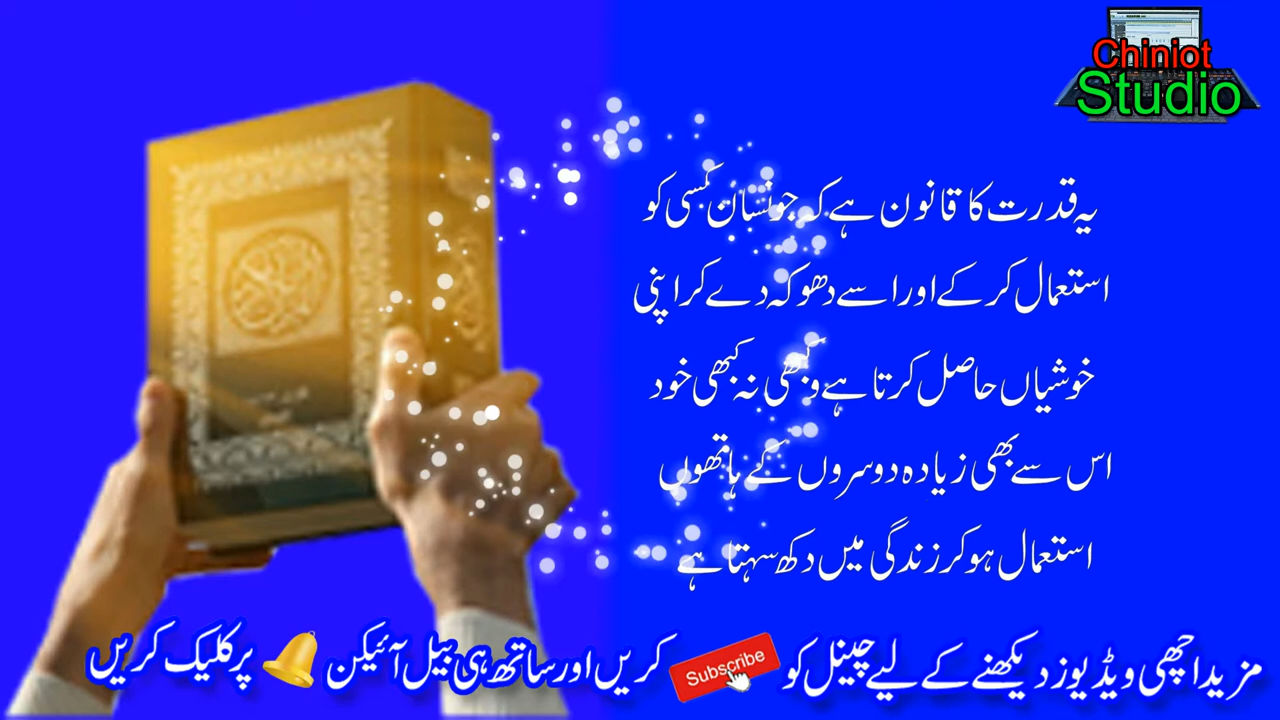 Chiniot
Studio
یہ قدرت کا قانون ہے کہ جو نسان کسی کو
استعمال کر کے اور اسے دھوکہ دے کر اپنی
خوشیاں حاصل کرتا ہے وکبھی نہ کبھی خود
اس سے بھی زیادہ دوسروں کے ہاتھوں
استعمال ہو کر زندگی میں دکھ سہتا ہے
مزید اچھی ویڈیوز دیکھنے کے لیے چینل کو Subscribe کریں اور ساتھ ہی بیل آئیکن پر کلیک کریں